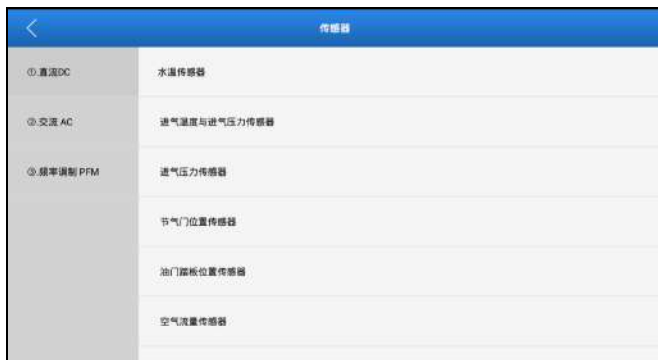 传感器
①.直流DC
②.交流 AC
③.频率调制 PFM
水温传感器
进气温度与进气压力传感器
进气压力传感器
节气门位置传感器
油门踏板位置传感器
空气流量传感器